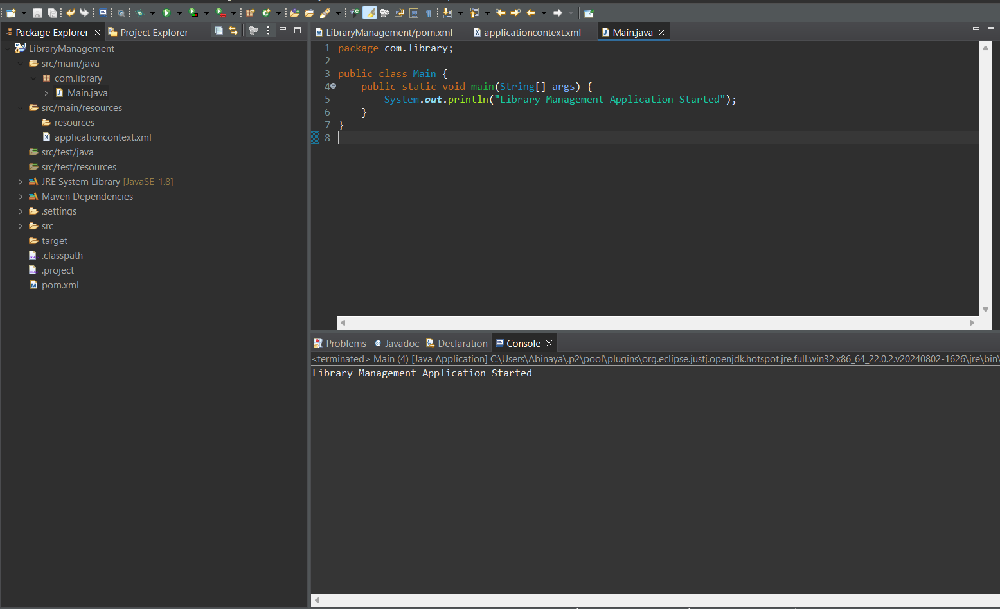 Package Explorer
Project Explorer
LibraryManagement
src/main/java
com.library
Main.java
src/main/resources
resources
applicationcontext.xml
src/test/java
src/test/resources
JRE System Library [JavaSE-1.8]
Maven Dependencies
.settings
src
target
.classpath
.project
pom.xml
LibraryManagement/pom.xml
applicationcontext.xml
Main.java
1 package com.library;
2
3 public class Main {
4 public static void main(String[] args) {
5 System.out.println("Library Management Application Started");
6 }
7 }
8
Problems
Javadoc
Declaration
Console
<terminated> Main (4) [Java Application] C:\Users\Abinaya\.p2\pool\plugins\org.eclipse.justj.openjdk.hotspot.jre.full.win32.x86_64_22.0.2.v20240802-1626\jre\bin\
Library Management Application Started